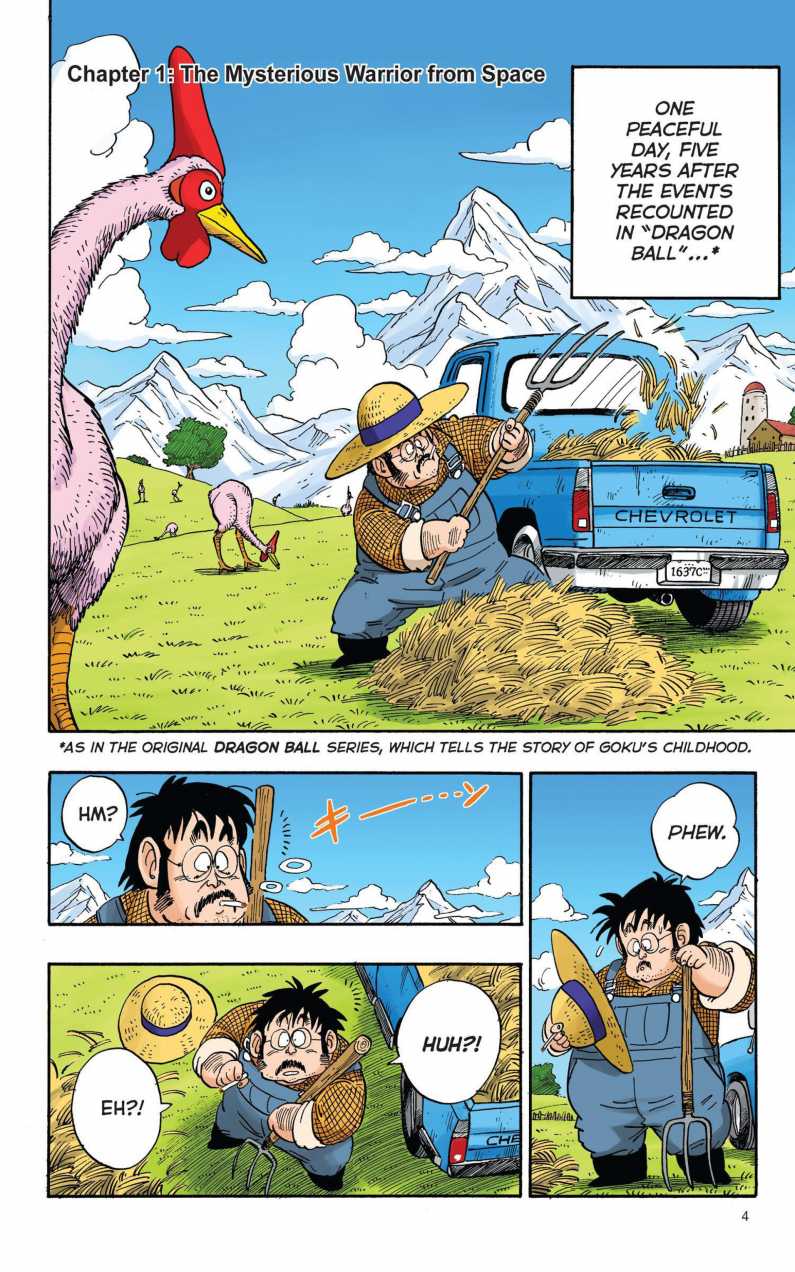 Chapter 1: The Mysterious Warrior from Space
ONE
PEACEFUL
DAY, FIVE
YEARS AFTER
THE EVENTS
RECOUNTED
IN "DRAGON
BALL"...*
CHEVROLET
1637C
*AS IN THE ORIGINAL DRAGON BALL SERIES, WHICH TELLS THE STORY OF GOKU'S CHILDHOOD.
PHEW.
キーン
HM?
HUH?!
EH?!
CHE
4